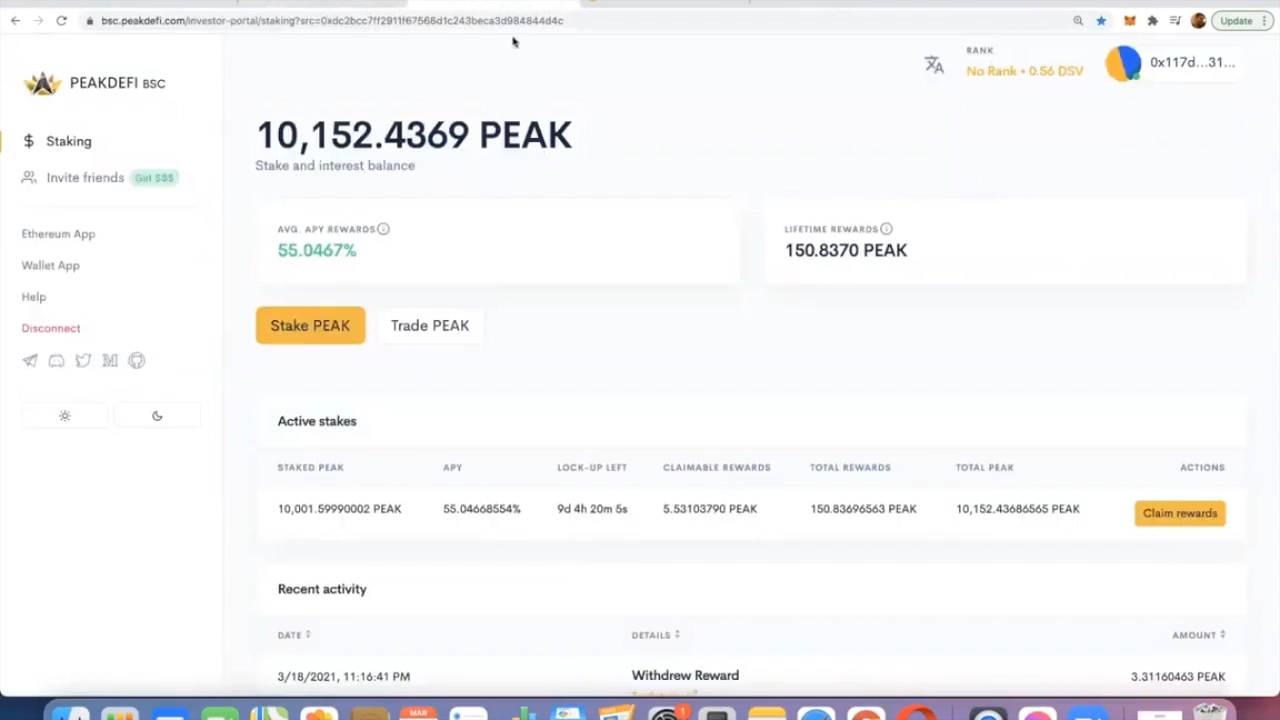 bsc.peakdefi.com/investor-portal/staking?src=0xdc2bcc7ff2911f67568d1c243beca3d984844d4c
Update
PEAKDEFI BSC
RANK
No Rank • 0.56 DSV
0x117d...31...
Staking
Invite friends Get $$$
Ethereum App
Wallet App
Help
Disconnect
10,152.4369 PEAK
Stake and interest balance
AVG. APY REWARDS
55.0467%
LIFETIME REWARDS
150.8370 PEAK
Stake PEAK
Trade PEAK
Active stakes
STAKED PEAK APY LOCK-UP LEFT CLAIMABLE REWARDS TOTAL REWARDS TOTAL PEAK ACTIONS
10,001.59990002 PEAK 55.04668554% 9d 4h 20m 5s 5.53103790 PEAK 150.83696563 PEAK 10,152.43686565 PEAK Claim rewards
Recent activity
DATE DETAILS AMOUNT
3/18/2021, 11:16:41 PM Withdrew Reward 3.31160463 PEAK
MAR
1